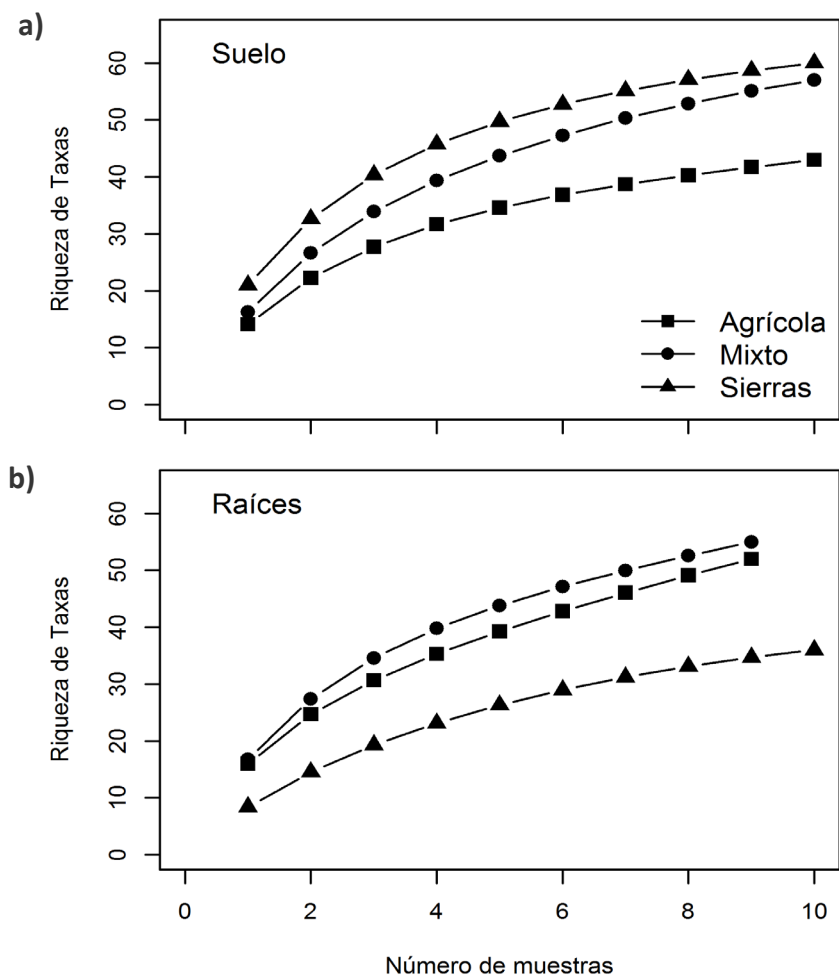 a)
Suelo
Riqueza de Taxas
60
50
40
30
20
10
0
Agrícola
Mixto
Sierras
b)
Raíces
Riqueza de Taxas
60
50
40
30
20
10
0
0 2 4 6 8 10
Número de muestras